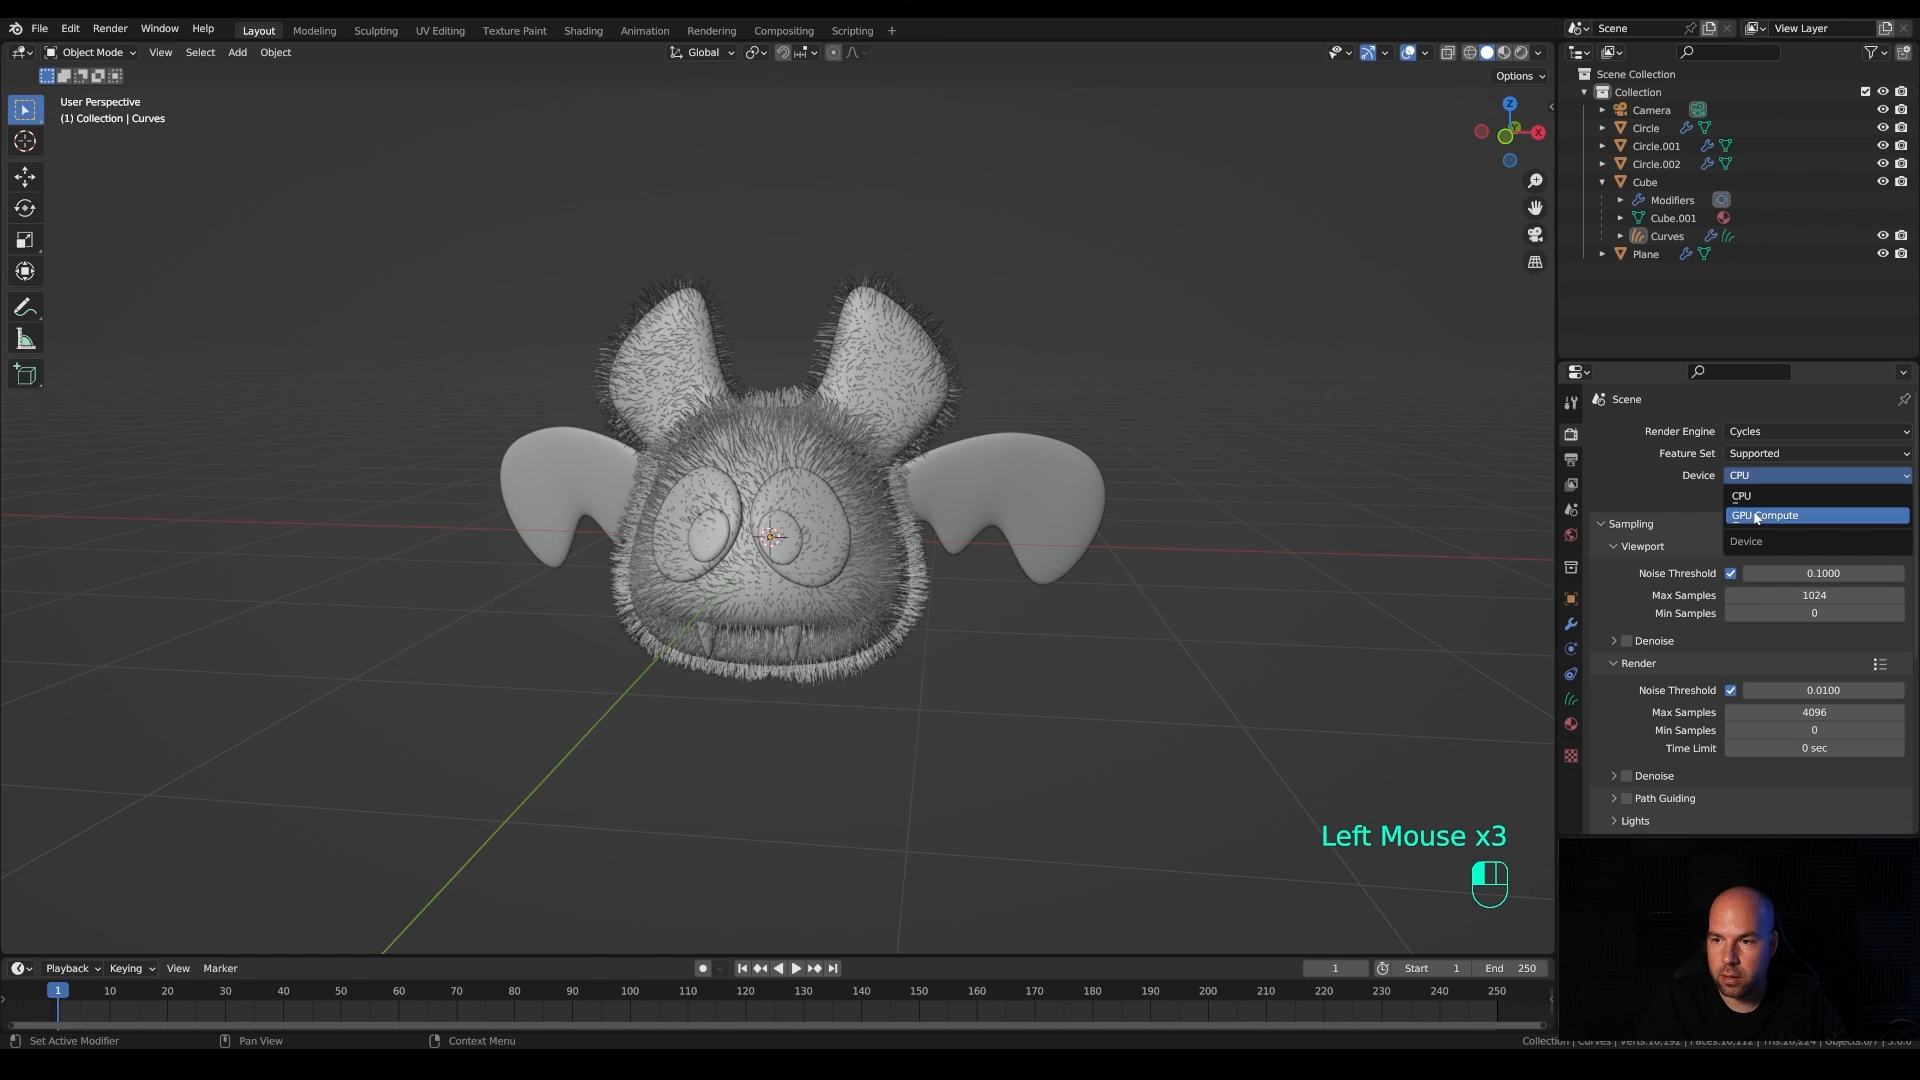 File Edit Render Window Help Layout Modeling Sculpting UV Editing Texture Paint Shading Animation Rendering Compositing Scripting + Scene View Layer
Object Mode View Select Add Object Global
Options
User Perspective
(1) Collection | Curves
Z
X
Scene Collection
Collection
Camera
Circle
Circle.001
Circle.002
Cube
Modifiers
Cube.001
Curves
Plane
Scene
Render Engine Cycles
Feature Set Supported
Device CPU
CPU
GPU Compute
Device
Sampling
Viewport
Noise Threshold 0.1000
Max Samples 1024
Min Samples 0
Denoise
Render
Noise Threshold 0.0100
Max Samples 4096
Min Samples 0
Time Limit 0 sec
Denoise
Path Guiding
Lights
Left Mouse x3
Playback Keying View Marker 1 Start 1 End 250
1 10 20 30 40 50 60 70 80 90 100 110 120 130 140 150 160 170 180 190 200 210 220 230 240 250
Set Active Modifier Pan View Context Menu